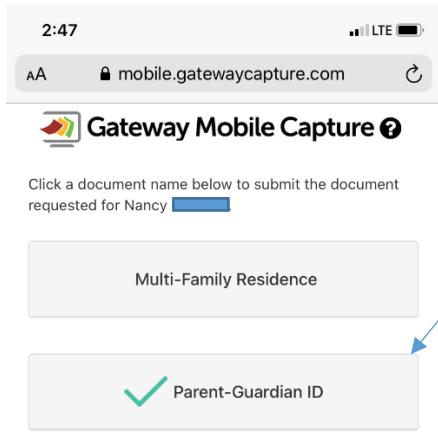 2:47 LTE
AA mobile.gatewaycapture.com
Gateway Mobile Capture ?
Click a document name below to submit the document
requested for Nancy
Multi-Family Residence
Parent-Guardian ID